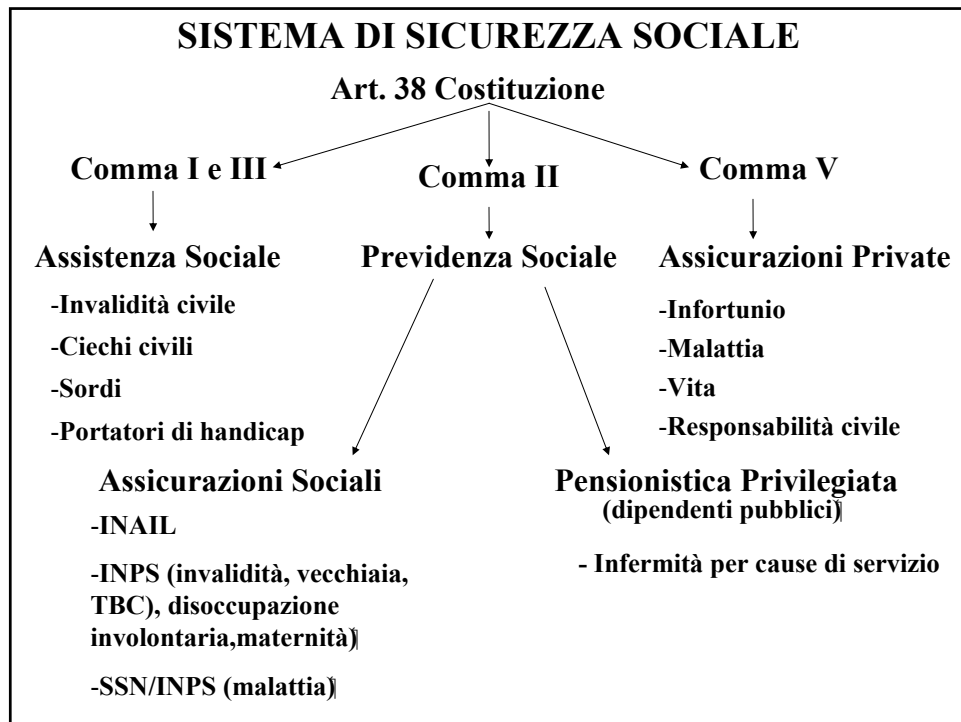 SISTEMA DI SICUREZZA SOCIALE
Art. 38 Costituzione
Comma I e III
Comma II
Comma V
Assistenza Sociale
-Invalidità civile
-Ciechi civili
-Sordi
-Portatori di handicap
Previdenza Sociale
Assicurazioni Private
-Infortunio
-Malattia
-Vita
-Responsabilità civile
Assicurazioni Sociali
-INAIL
-INPS (invalidità, vecchiaia,
TBC), disoccupazione
involontaria,maternità)
-SSN/INPS (malattia)
Pensionistica Privilegiata
(dipendenti pubblici)
- Infermità per cause di servizio